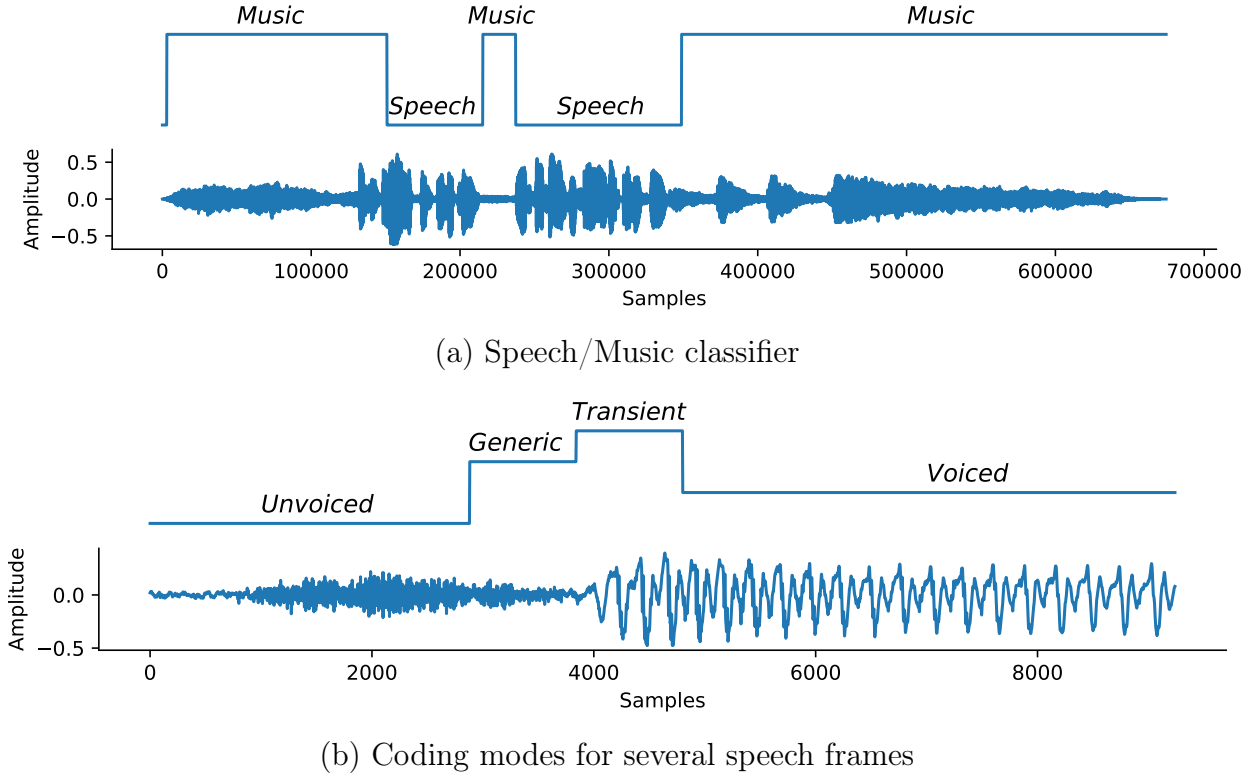 Music Music Music
Speech Speech
Amplitude
0.5
0.0
−0.5
0 100000 200000 300000 400000 500000 600000 700000
Samples
(a) Speech/Music classifier
Transient
Generic
Voiced
Unvoiced
Amplitude
0.0
−0.5
0 2000 4000 6000 8000
Samples
(b) Coding modes for several speech frames